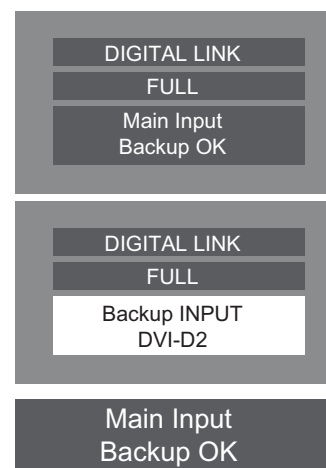 DIGITAL LINK
FULL
Main Input
Backup OK
DIGITAL LINK
FULL
Backup INPUT
DVI-D2
Main Input
Backup OK